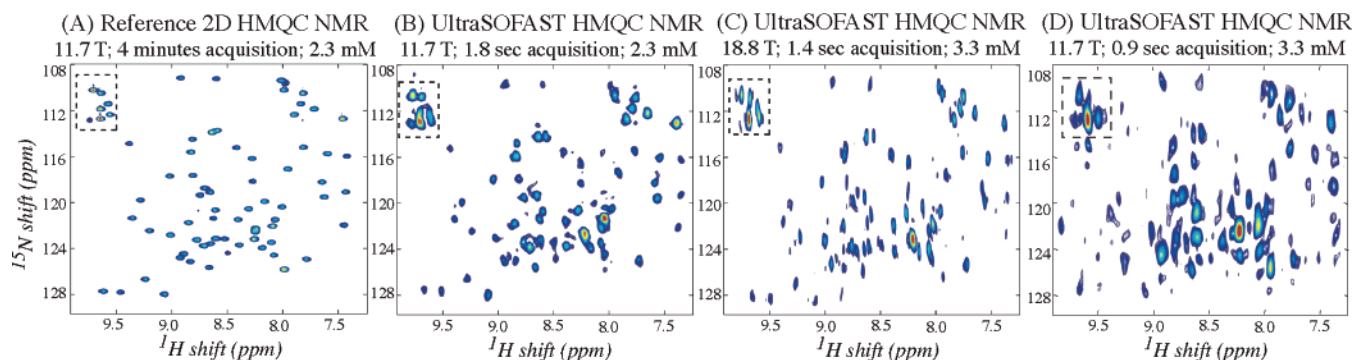 (A) Reference 2D HMQC NMR
11.7 T; 4 minutes acquisition; 2.3 mM
(B) UltraSOFAST HMQC NMR
11.7 T; 1.8 sec acquisition; 2.3 mM
(C) UltraSOFAST HMQC NMR
18.8 T; 1.4 sec acquisition; 3.3 mM
(D) UltraSOFAST HMQC NMR
11.7 T; 0.9 sec acquisition; 3.3 mM
15N shift (ppm)
108
112
116
120
124
128
9.5 9.0 8.5 8.0 7.5
1H shift (ppm)
108
112
116
120
124
128
9.5 9.0 8.5 8.0 7.5
1H shift (ppm)
108
112
116
120
124
128
9.5 9.0 8.5 8.0 7.5
1H shift (ppm)
108
112
116
120
124
128
9.5 9.0 8.5 8.0 7.5
1H shift (ppm)